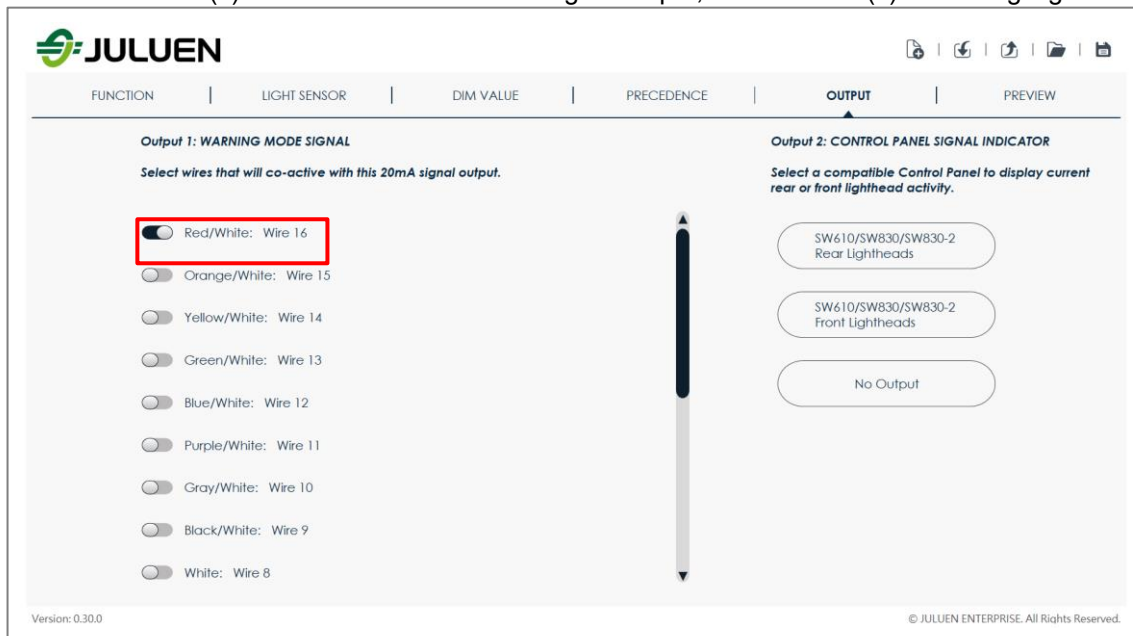 JULUEN
FUNCTION | LIGHT SENSOR | DIM VALUE | PRECEDENCE | OUTPUT | PREVIEW
Output 1: WARNING MODE SIGNAL
Select wires that will co-active with this 20mA signal output.
Red/White: Wire 16
Orange/White: Wire 15
Yellow/White: Wire 14
Green/White: Wire 13
Blue/White: Wire 12
Purple/White: Wire 11
Gray/White: Wire 10
Black/White: Wire 9
White: Wire 8
Output 2: CONTROL PANEL SIGNAL INDICATOR
Select a compatible Control Panel to display current
rear or front lighthead activity.
SW610/SW830/SW830-2
Rear Lightheads
SW610/SW830/SW830-2
Front Lightheads
No Output
Version: 0.30.0
© JULUEN ENTERPRISE. All Rights Reserved.